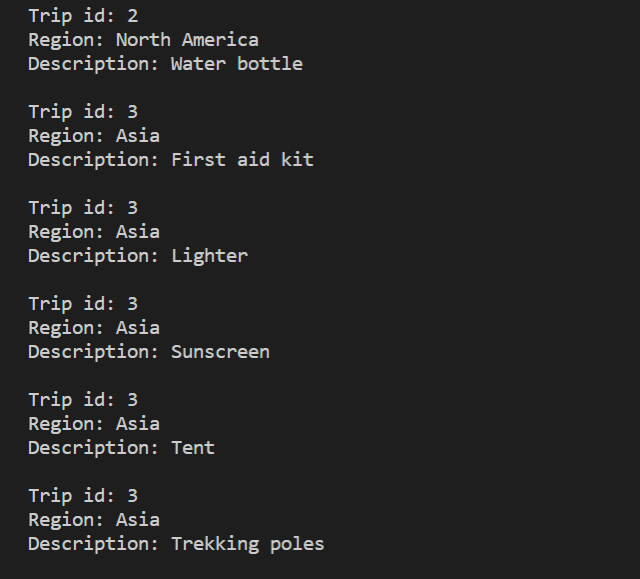 Trip id: 2
Region: North America
Description: Water bottle
Trip id: 3
Region: Asia
Description: First aid kit
Trip id: 3
Region: Asia
Description: Lighter
Trip id: 3
Region: Asia
Description: Sunscreen
Trip id: 3
Region: Asia
Description: Tent
Trip id: 3
Region: Asia
Description: Trekking poles